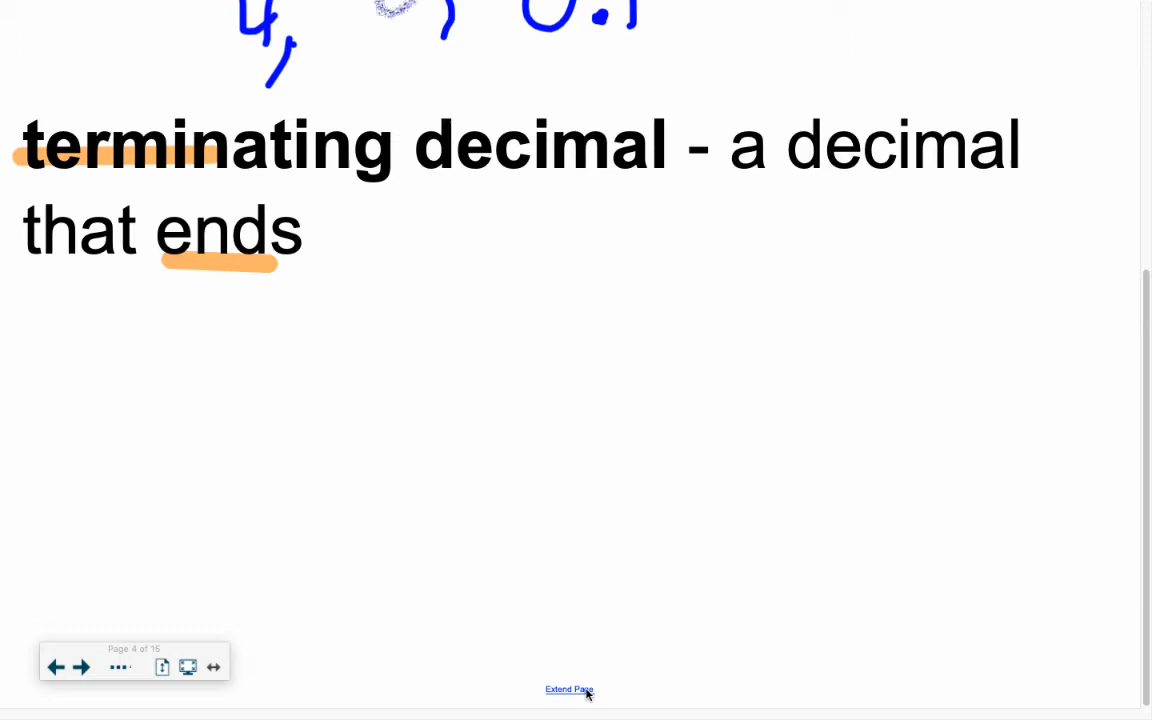 terminating decimal - a decimal
that ends
Page 4 of 15
Extend Page